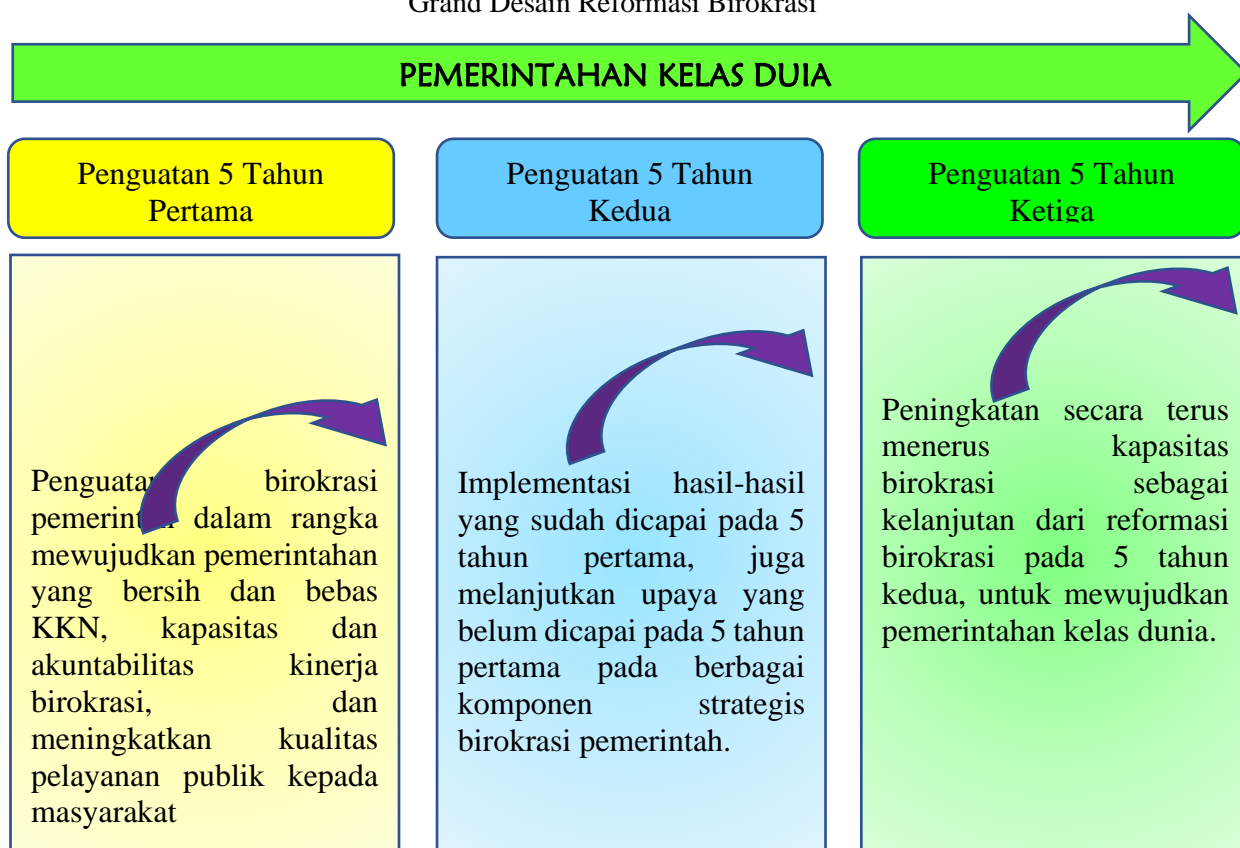 Grand Desain Reformasi Birokrasi
PEMERINTAHAN KELAS DUIA
Penguatan 5 Tahun
Pertama
Penguatan 5 Tahun
Kedua
Penguatan 5 Tahun
Ketiga
Penguatan birokrasi
pemerintah dalam rangka
mewujudkan pemerintahan
yang bersih dan bebas
KKN, kapasitas dan
akuntabilitas kinerja
birokrasi, dan
meningkatkan kualitas
pelayanan publik kepada
masyarakat
Implementasi hasil-hasil
yang sudah dicapai pada 5
tahun pertama, juga
melanjutkan upaya yang
belum dicapai pada 5 tahun
pertama pada berbagai
komponen strategis
birokrasi pemerintah.
Peningkatan secara terus
menerus kapasitas
birokrasi sebagai
kelanjutan dari reformasi
birokrasi pada 5 tahun
kedua, untuk mewujudkan
pemerintahan kelas dunia.